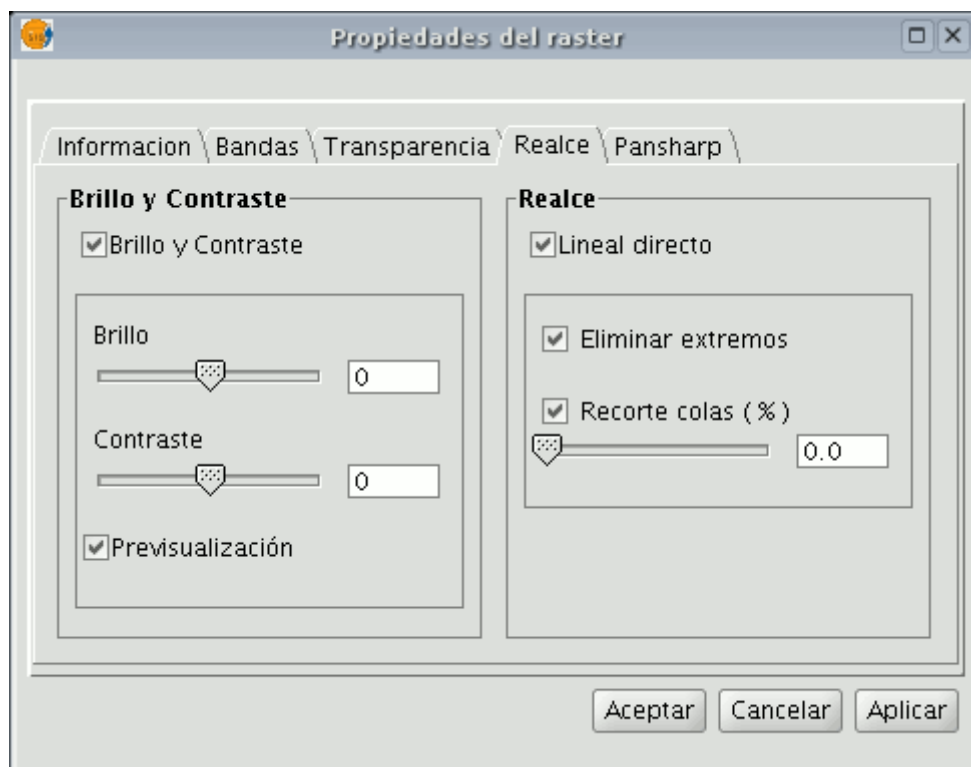 Propiedades del raster
Informacion Bandas Transparencia Realce Pansharp
Brillo y Contraste
Brillo y Contraste
Brillo
0
Contraste
0
Previsualización
Realce
Lineal directo
Eliminar extremos
Recorte colas ( % )
0.0
Aceptar Cancelar Aplicar